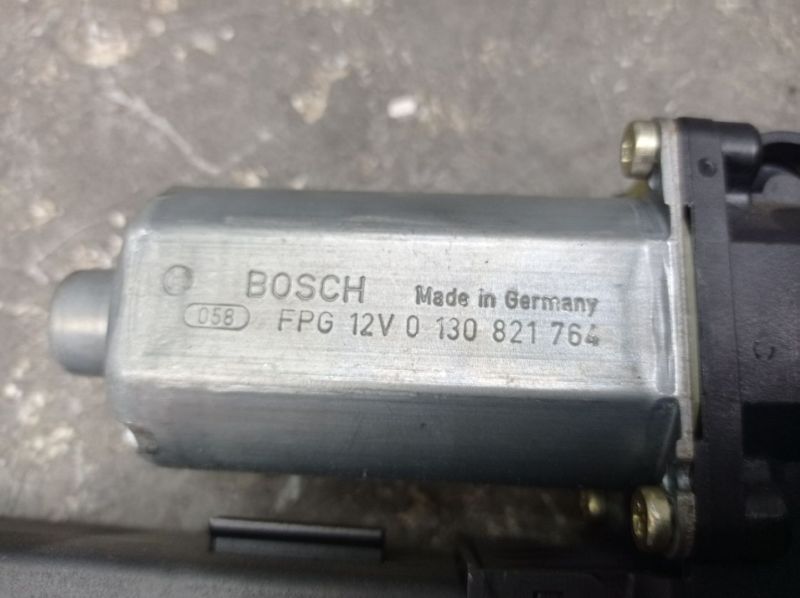 BOSCH Made in Germany
058 FPG 12V 0 130 821 764